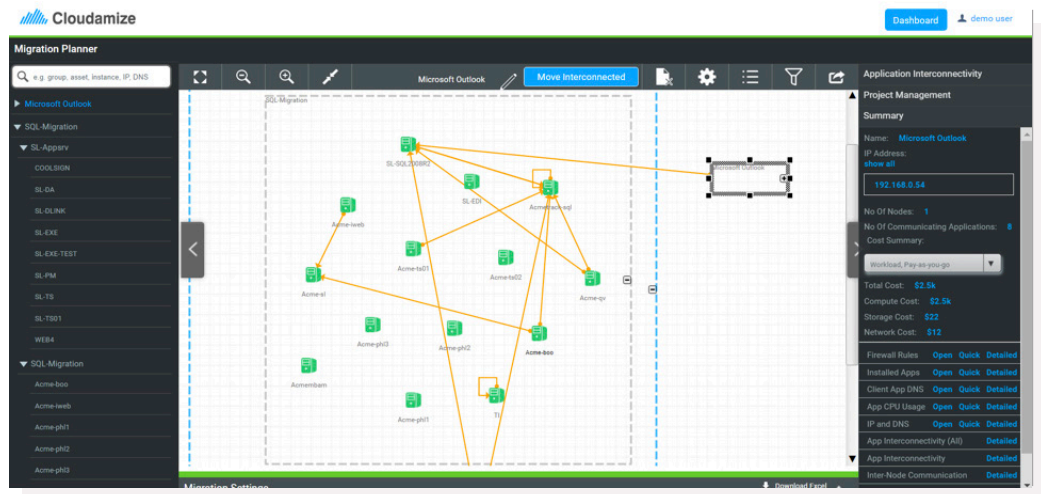 Cloudamize
Dashboard
demo user
Migration Planner
e.g. group, asset, instance, IP, DNS
Microsoft Outlook
Move Interconnected
Application Interconnectivity
Project Management
Summary
Microsoft Outlook
SQL-Migration
SL-Appsrv
COOLSIGN
SL-DA
SL-DLINK
SL-EXE
SL-EXE-TEST
SL-PM
SL-TS
SL-TS01
WEB4
SQL-Migration
Acme-boo
Acme-iweb
Acme-phl1
Acme-phl2
Acme-phl3
SQL-Migration
SL-SQL2008R2
SL-EDI
Acmetrack-sql
Acme-iweb
Acme-ts01
Acme-ts02
Acme-sl
Acme-qv
Acme-phl3
Acme-phl2
Acme-boo
Acmembam
Acme-phl1
TI
Microsoft Outlook
Name: Microsoft Outlook
IP Address:
show all
192.168.0.54
No Of Nodes: 1
No Of Communicating Applications: 8
Cost Summary:
Workload, Pay-as-you-go
Total Cost: $2.5k
Compute Cost: $2.5k
Storage Cost: $22
Network Cost: $12
Firewall Rules Open Quick Detailed
Installed Apps Open Quick Detailed
Client App DNS Open Quick Detailed
App CPU Usage Open Quick Detailed
IP and DNS Open Quick Detailed
App Interconnectivity (All) Detailed
App Interconnectivity Detailed
Inter-Node Communication Detailed
Migration Settings
Download Excel